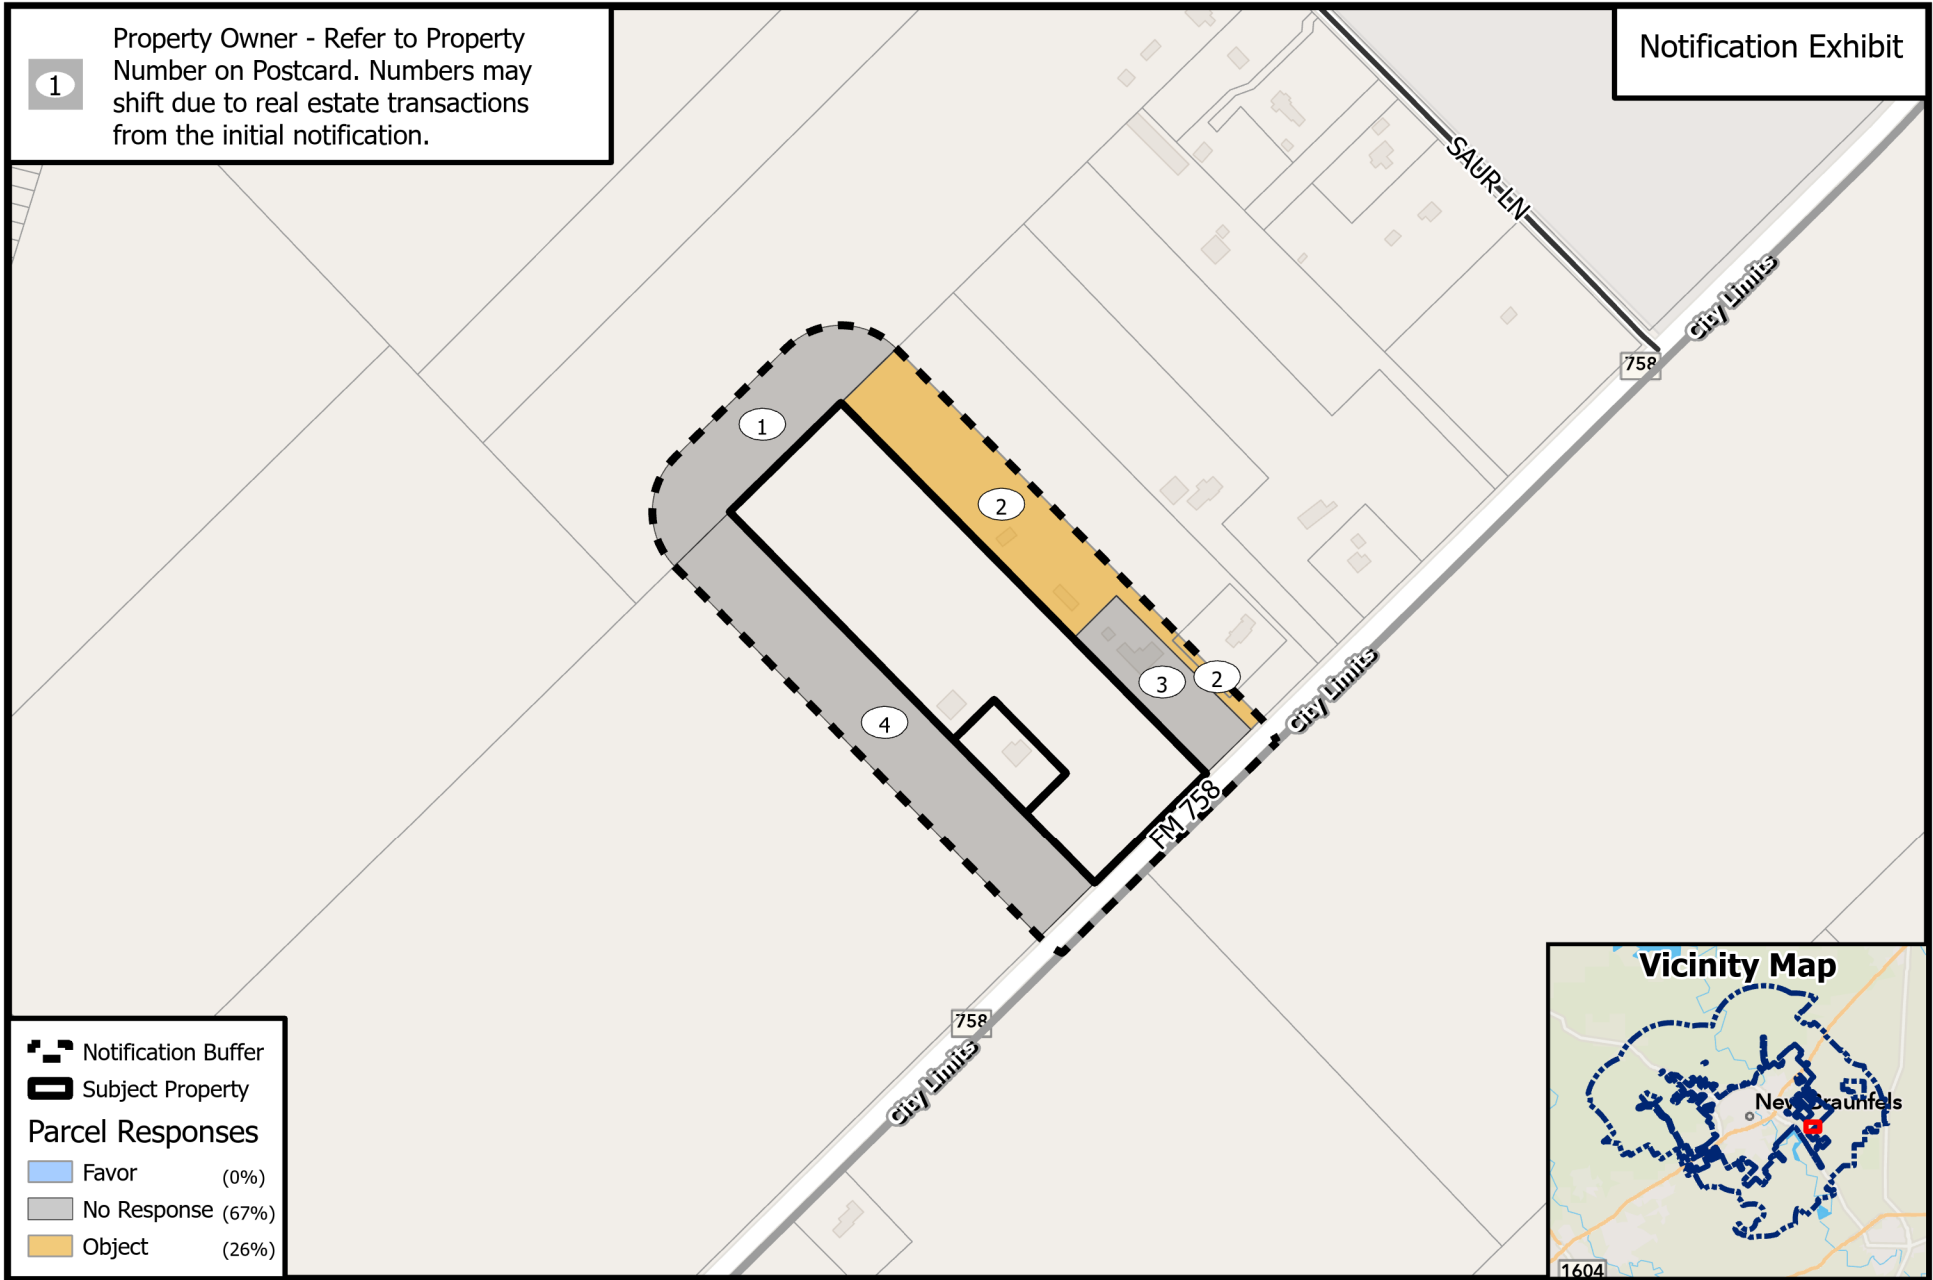 1
Property Owner - Refer to Property
Number on Postcard. Numbers may
shift due to real estate transactions
from the initial notification.
Notification Exhibit
SAUR LN
City Limits
758
1
2
City Limits
3
2
4
FM 758
758
City Limits
Notification Buffer
Subject Property
Parcel Responses
Favor (0%)
No Response (67%)
Object (26%)
Vicinity Map
New Braunfels
1604